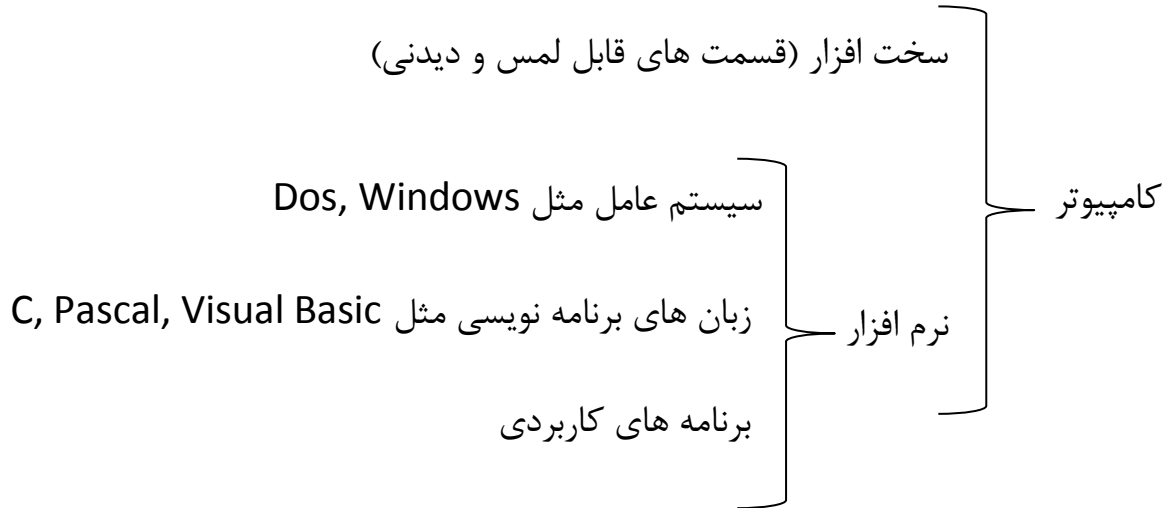 سخت افزار (قسمت های قابل لمس و دیدنی)
سیستم عامل مثل Dos, Windows
کامپیوتر
زبان های برنامه نویسی مثل C, Pascal, Visual Basic
نرم افزار
برنامه های کاربردی